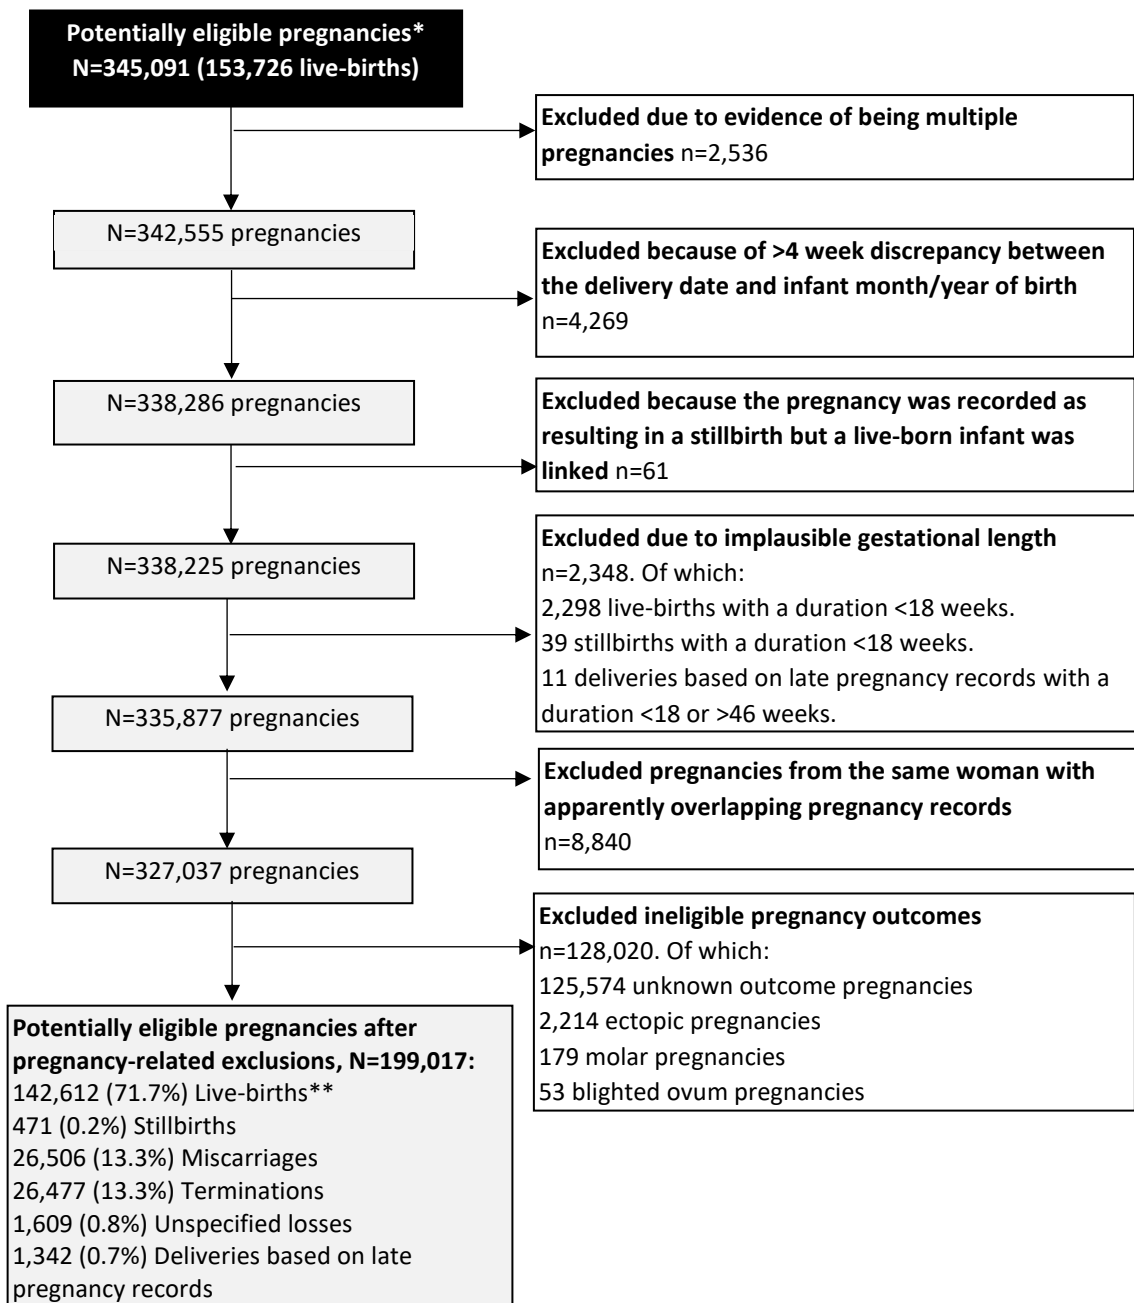 Potentially eligible pregnancies*
N=345,091 (153,726 live-births)
Excluded due to evidence of being multiple
pregnancies n=2,536
N=342,555 pregnancies
Excluded because of >4 week discrepancy between
the delivery date and infant month/year of birth
n=4,269
N=338,286 pregnancies
Excluded because the pregnancy was recorded as
resulting in a stillbirth but a live-born infant was
linked n=61
N=338,225 pregnancies
Excluded due to implausible gestational length
n=2,348. Of which:
2,298 live-births with a duration <18 weeks.
39 stillbirths with a duration <18 weeks.
11 deliveries based on late pregnancy records with a
duration <18 or >46 weeks.
N=335,877 pregnancies
Excluded pregnancies from the same woman with
apparently overlapping pregnancy records
n=8,840
N=327,037 pregnancies
Excluded ineligible pregnancy outcomes
n=128,020. Of which:
125,574 unknown outcome pregnancies
2,214 ectopic pregnancies
179 molar pregnancies
53 blighted ovum pregnancies
Potentially eligible pregnancies after
pregnancy-related exclusions, N=199,017:
142,612 (71.7%) Live-births**
471 (0.2%) Stillbirths
26,506 (13.3%) Miscarriages
26,477 (13.3%) Terminations
1,609 (0.8%) Unspecified losses
1,342 (0.7%) Deliveries based on late
pregnancy records